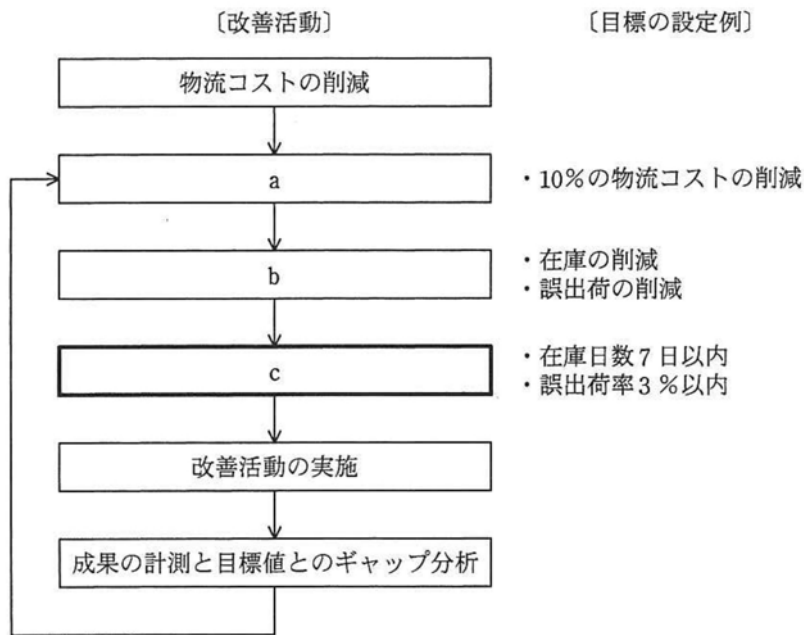 〔改善活動〕
〔目標の設定例〕
物流コストの削減
a
・10％の物流コストの削減
b
・在庫の削減
・誤出荷の削減
c
・在庫日数7日以内
・誤出荷率3％以内
改善活動の実施
成果の計測と目標値とのギャップ分析